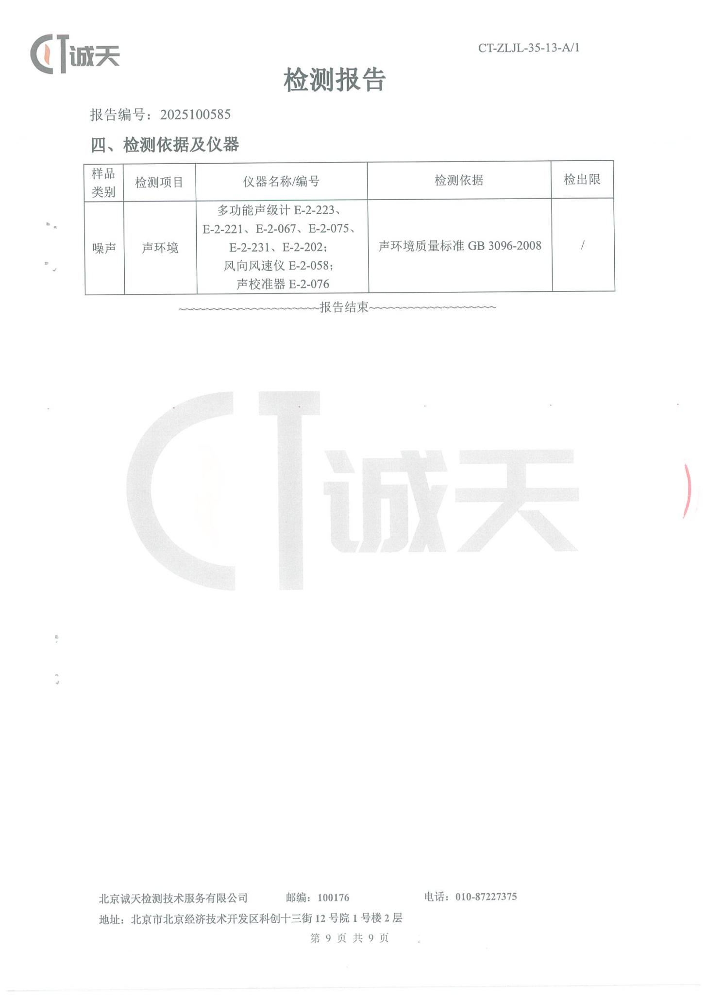 CT诚天
CT-ZLJL-35-13-A/1
检测报告
报告编号：2025100585
四、检测依据及仪器
样品类别 检测项目 仪器名称/编号 检测依据 检出限
噪声 声环境 多功能声级计 E-2-223、
E-2-221、E-2-067、E-2-075、
E-2-231、E-2-202；
风向风速仪 E-2-058；
声校准器 E-2-076
声环境质量标准 GB 3096-2008 /
~~~~~~~~~~~~~~~~~~~~~报告结束~~~~~~~~~~~~~~~~~~~
CT诚天
北京诚天检测技术服务有限公司 邮编：100176 电话：010-87227375
地址：北京市北京经济技术开发区科创十三街 12 号院 1 号楼 2 层
第 9 页 共 9 页